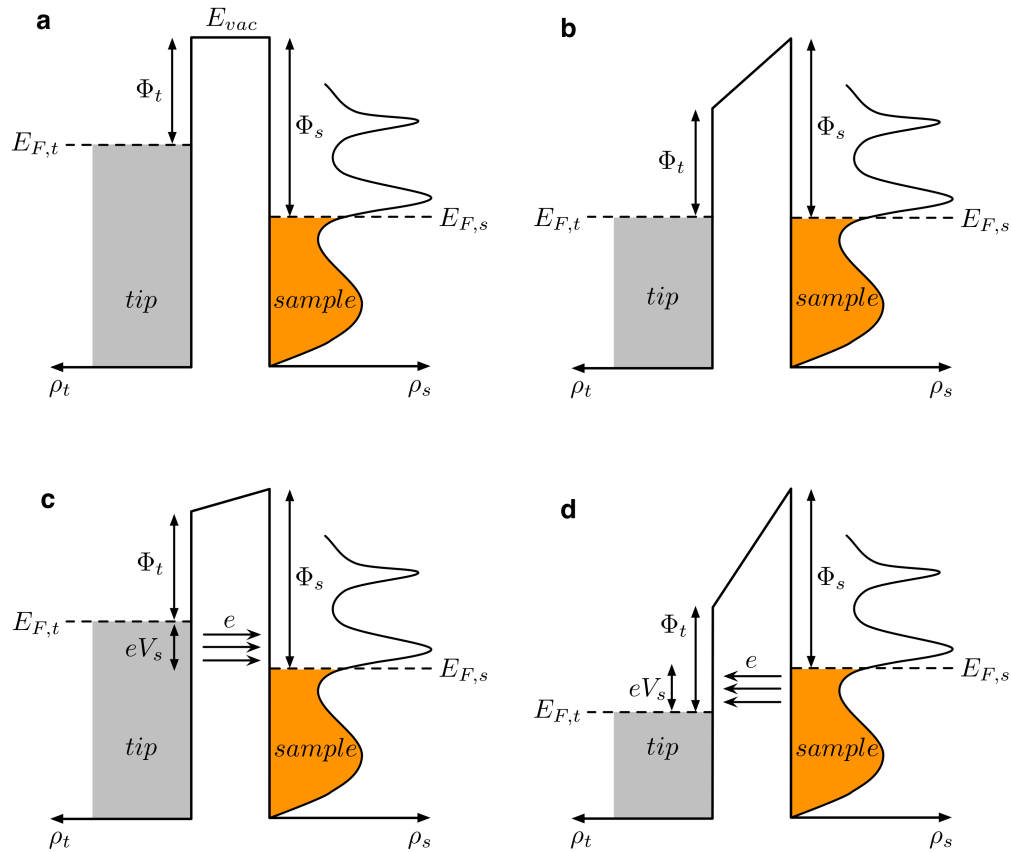 a
E_{vac}
Φ_t
Φ_s
E_{F,t}
E_{F,s}
tip
sample
ρ_t
ρ_s
b
Φ_s
Φ_t
E_{F,t}
E_{F,s}
tip
sample
ρ_t
ρ_s
c
Φ_t
Φ_s
E_{F,t}
e
eV_s
E_{F,s}
tip
sample
ρ_t
ρ_s
d
Φ_s
Φ_t
e
E_{F,s}
eV_s
E_{F,t}
tip
sample
ρ_t
ρ_s